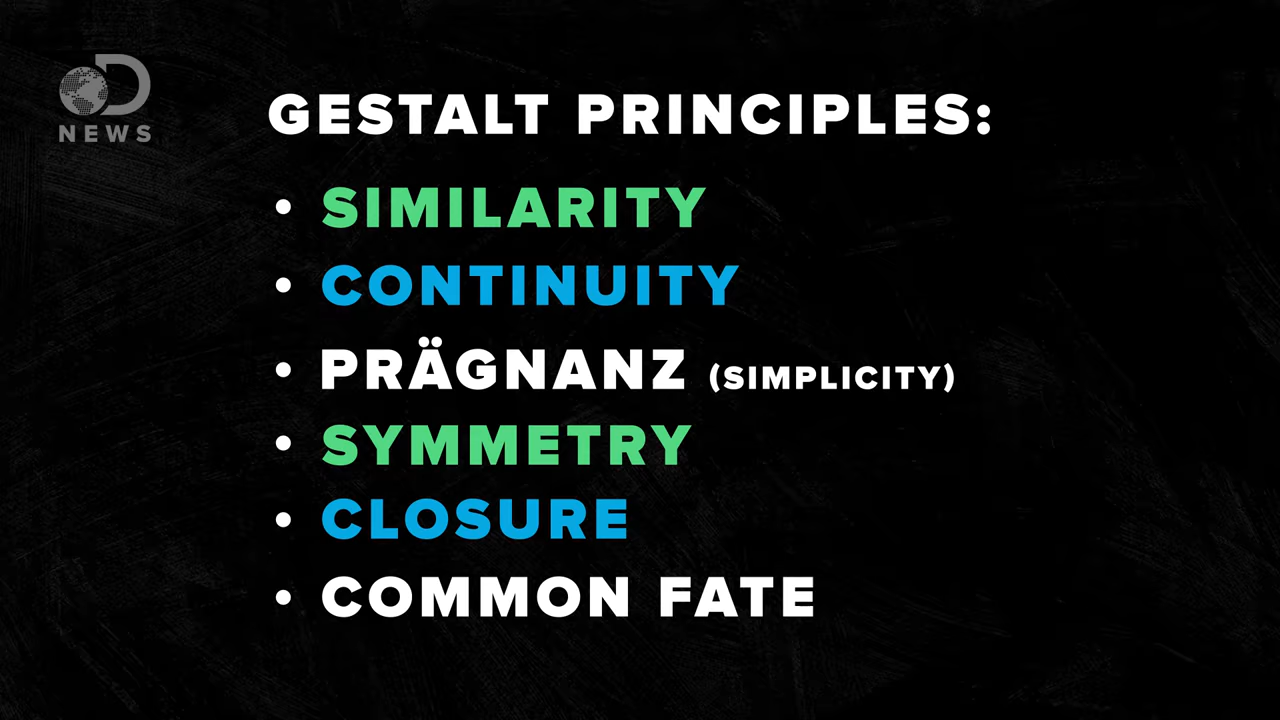 NEWS
GESTALT PRINCIPLES:
• SIMILARITY
• CONTINUITY
• PRÄGNANZ (SIMPLICITY)
• SYMMETRY
• CLOSURE
• COMMON FATE